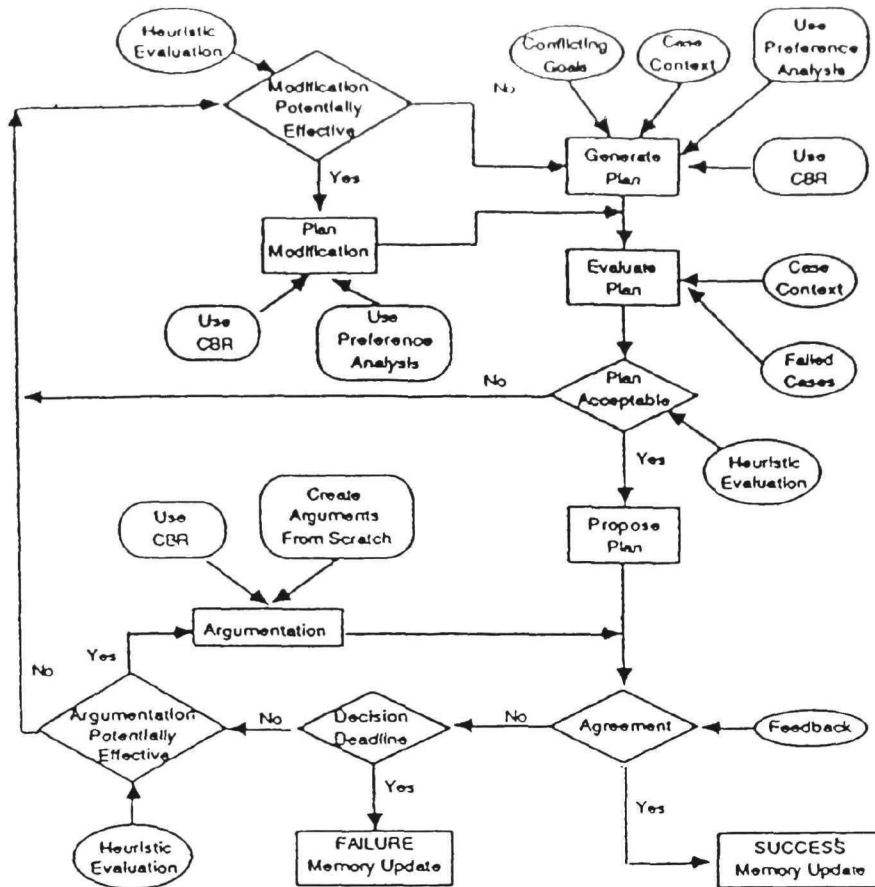 Heuristic
Evaluation
Modification
Potentially
Effective
No
Conflicting
Goals
Case
Context
Use
Preference
Analysis
Generate
Plan
Use
CBR
Yes
Plan
Modification
Evaluate
Plan
Case
Context
Use
CBR
Use
Preference
Analysis
Failed
Cases
No
Plan
Acceptable
Yes
Heuristic
Evaluation
Use
CBR
Create
Arguments
From Scratch
Propose
Plan
Argumentation
Yes
No
Yes
Argumentation
Potentially
Effective
No
Decision
Deadline
No
Agreement
Feedback
Yes
Yes
Heuristic
Evaluation
FAILURE
Memory Update
SUCCESS
Memory Update